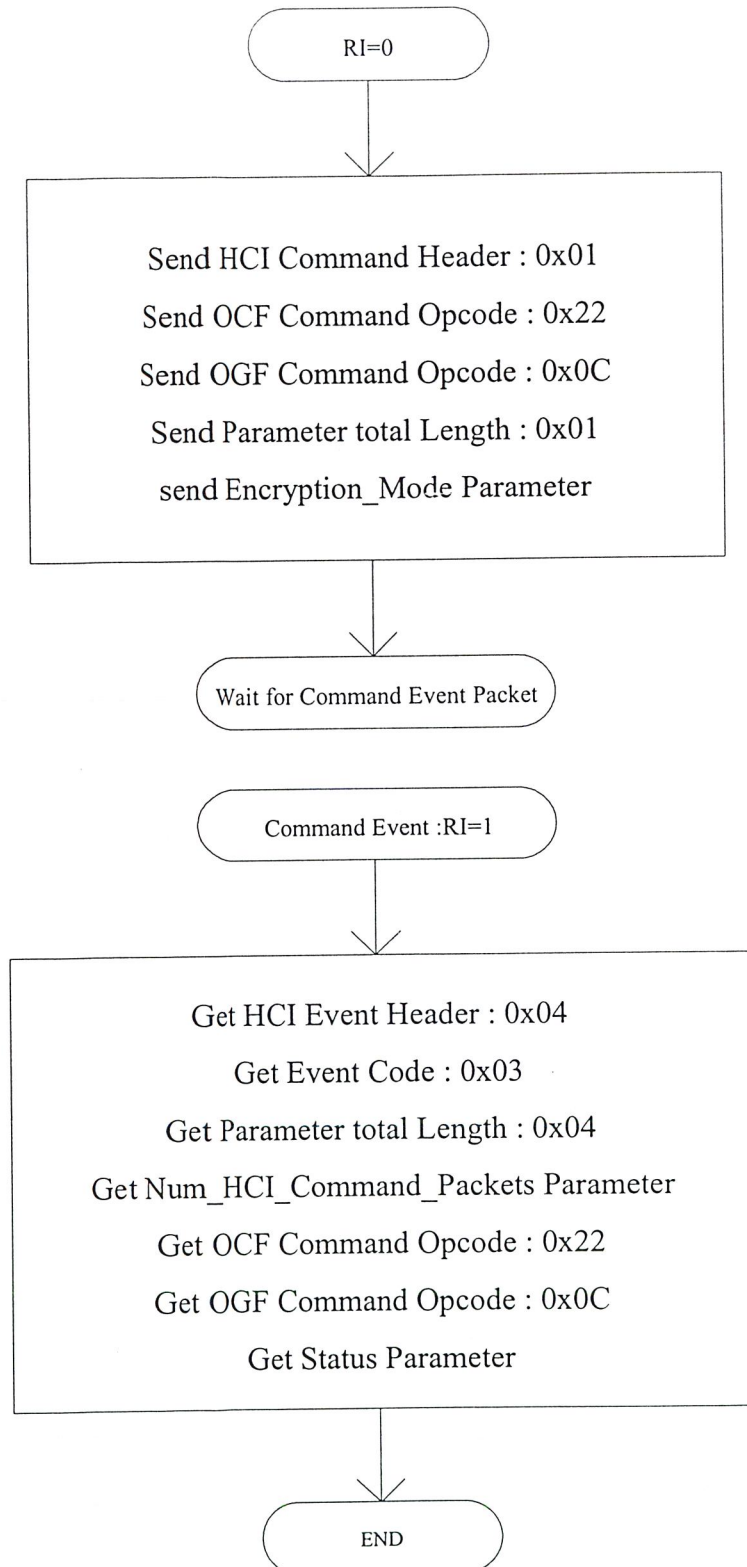 RI=0
Send HCI Command Header : 0x01
Send OCF Command Opcode : 0x22
Send OGF Command Opcode : 0x0C
Send Parameter total Length : 0x01
send Encryption_Mode Parameter
Wait for Command Event Packet
Command Event :RI=1
Get HCI Event Header : 0x04
Get Event Code : 0x03
Get Parameter total Length : 0x04
Get Num_HCI_Command_Packets Parameter
Get OCF Command Opcode : 0x22
Get OGF Command Opcode : 0x0C
Get Status Parameter
END